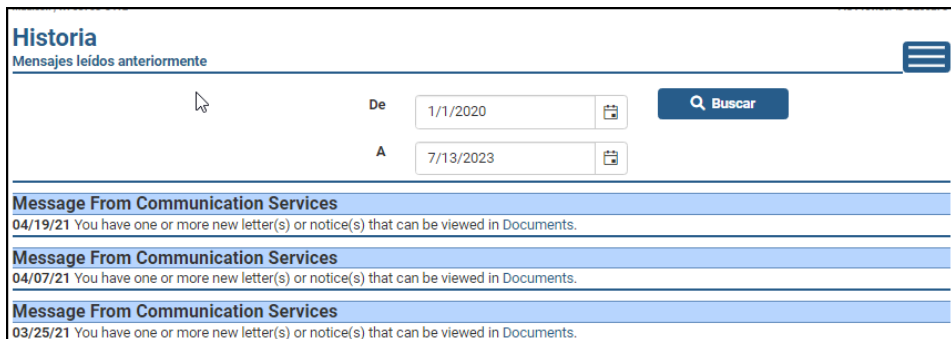 Historia
Mensajes leídos anteriormente
De
1/1/2020
Buscar
A
7/13/2023
Message From Communication Services
04/19/21 You have one or more new letter(s) or notice(s) that can be viewed in Documents.
Message From Communication Services
04/07/21 You have one or more new letter(s) or notice(s) that can be viewed in Documents.
Message From Communication Services
03/25/21 You have one or more new letter(s) or notice(s) that can be viewed in Documents.